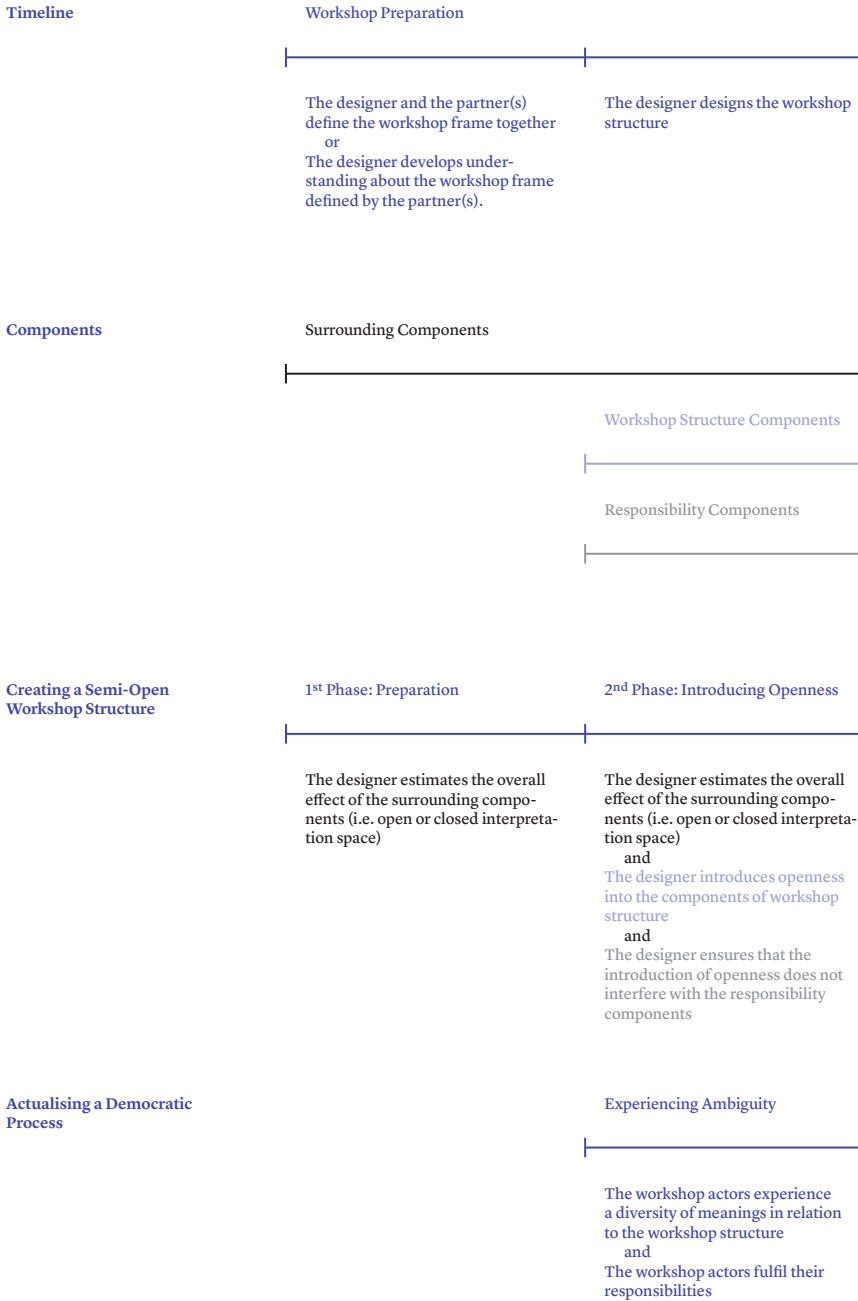 Timeline
Workshop Preparation
The designer and the partner(s)
define the workshop frame together
or
The designer develops under-
standing about the workshop frame
defined by the partner(s).
The designer designs the workshop
structure
Components
Surrounding Components
Workshop Structure Components
Responsibility Components
Creating a Semi-Open
Workshop Structure
1st Phase: Preparation
2nd Phase: Introducing Openness
The designer estimates the overall
effect of the surrounding compo-
nents (i.e. open or closed interpreta-
tion space)
The designer estimates the overall
effect of the surrounding compo-
nents (i.e. open or closed interpreta-
tion space)
and
The designer introduces openness
into the components of workshop
structure
and
The designer ensures that the
introduction of openness does not
interfere with the responsibility
components
Actualising a Democratic
Process
Experiencing Ambiguity
The workshop actors experience
a diversity of meanings in relation
to the workshop structure
and
The workshop actors fulfil their
responsibilities